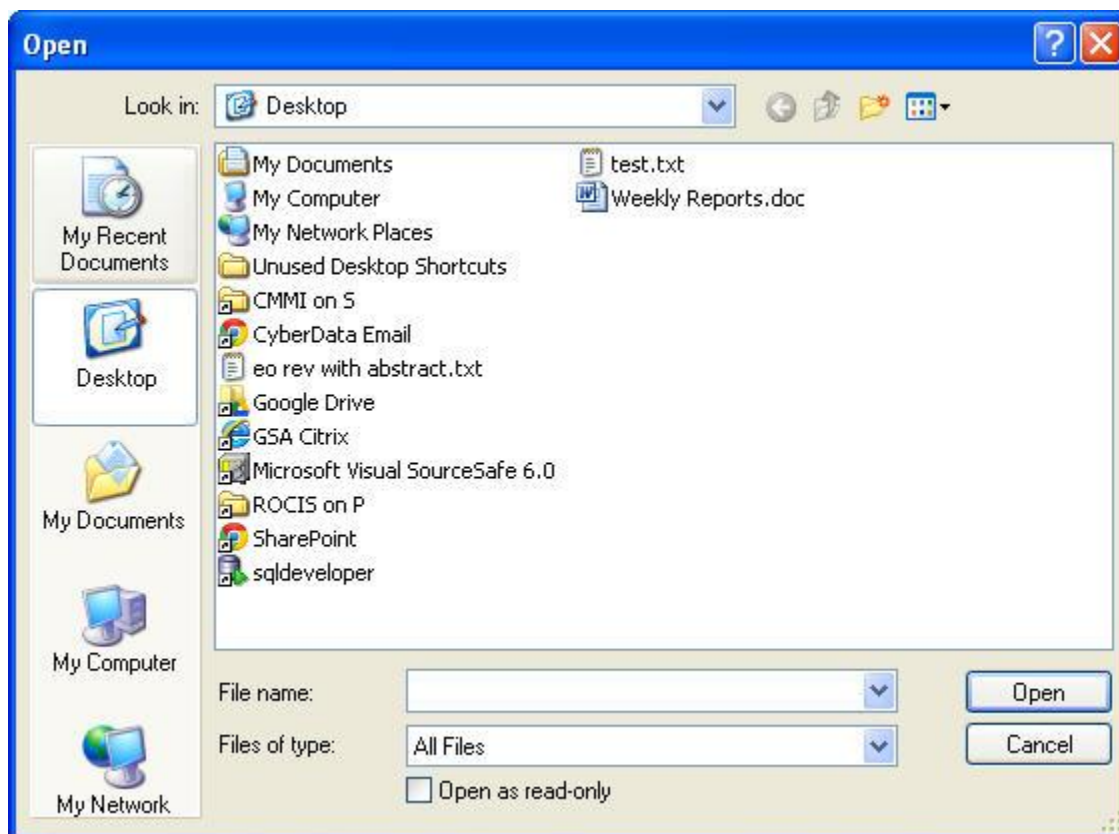 Open
Look in: Desktop
My Recent
Documents
Desktop
My Documents
My Computer
My Network
My Documents
My Computer
My Network Places
Unused Desktop Shortcuts
CMMI on S
CyberData Email
eo rev with abstract.txt
Google Drive
GSA Citrix
Microsoft Visual SourceSafe 6.0
ROCIS on P
SharePoint
sqldeveloper
test.txt
Weekly Reports.doc
File name:
Open
Files of type: All Files
Cancel
Open as read-only